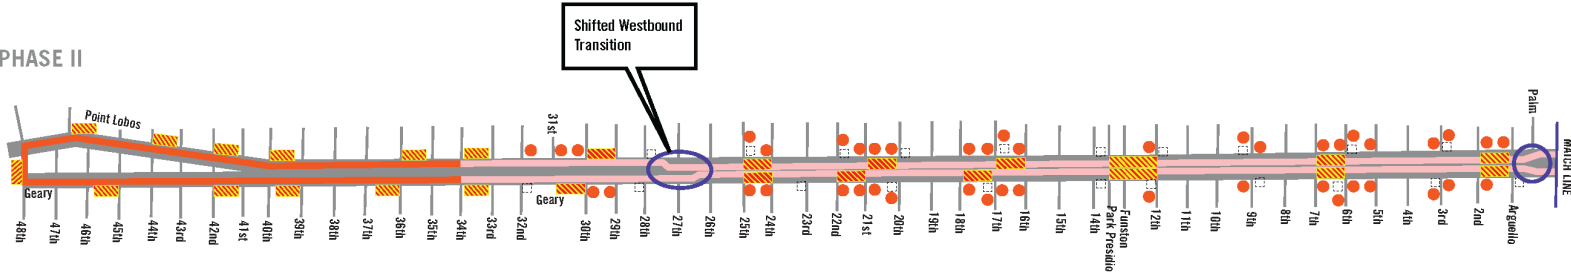 Shifted Westbound
Transition
PHASE II
Point Lobos
31st
Palm
MATCH LINE
Geary
Geary
48th
47th
46th
45th
44th
43rd
42nd
41st
40th
39th
38th
37th
36th
35th
34th
33rd
32nd
30th
29th
28th
27th
26th
25th
24th
23rd
22nd
21st
20th
19th
18th
17th
16th
15th
14th
Park Presidio
Funston
12th
11th
10th
9th
8th
7th
6th
5th
4th
3rd
2nd
Arguello